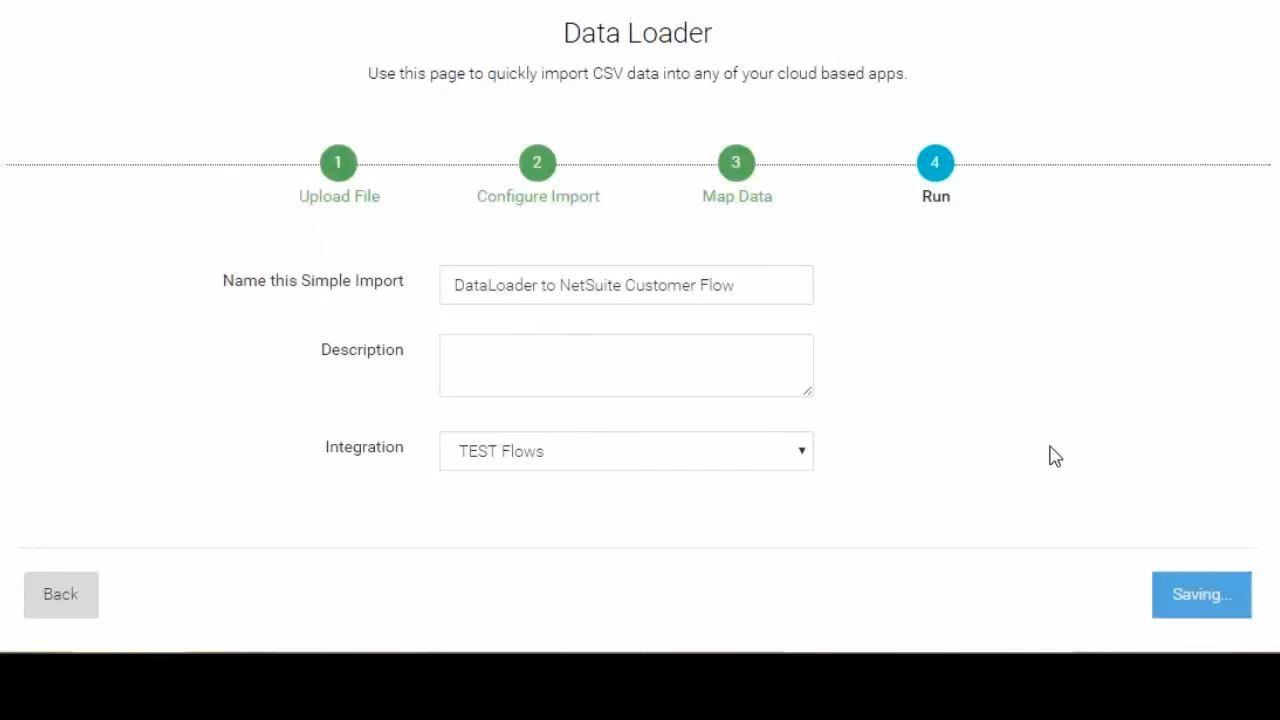 Data Loader
Use this page to quickly import CSV data into any of your cloud based apps.
1 2 3 4
Upload File Configure Import Map Data Run
Name this Simple Import DataLoader to NetSuite Customer Flow
Description
Integration TEST Flows
Back Saving...